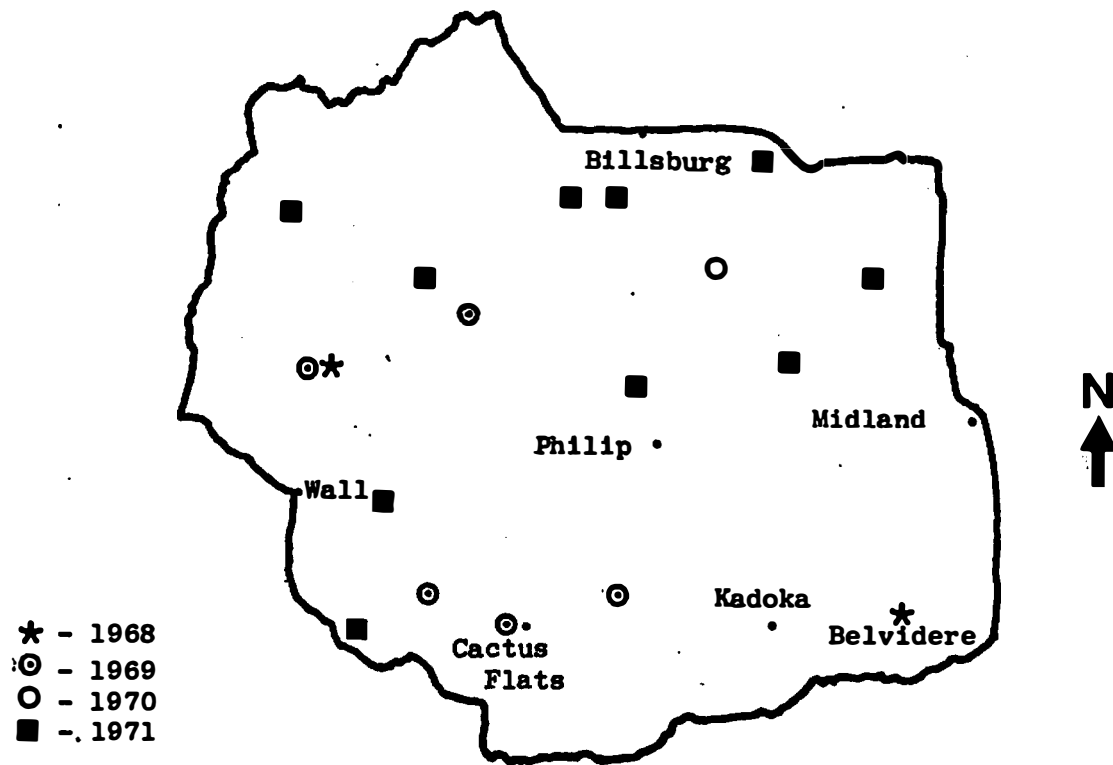 Billsburg
N
Midland
Philip
Wall
Kadoka
Belvidere
Cactus
Flats
- 1968
- 1969
- 1970
- 1971